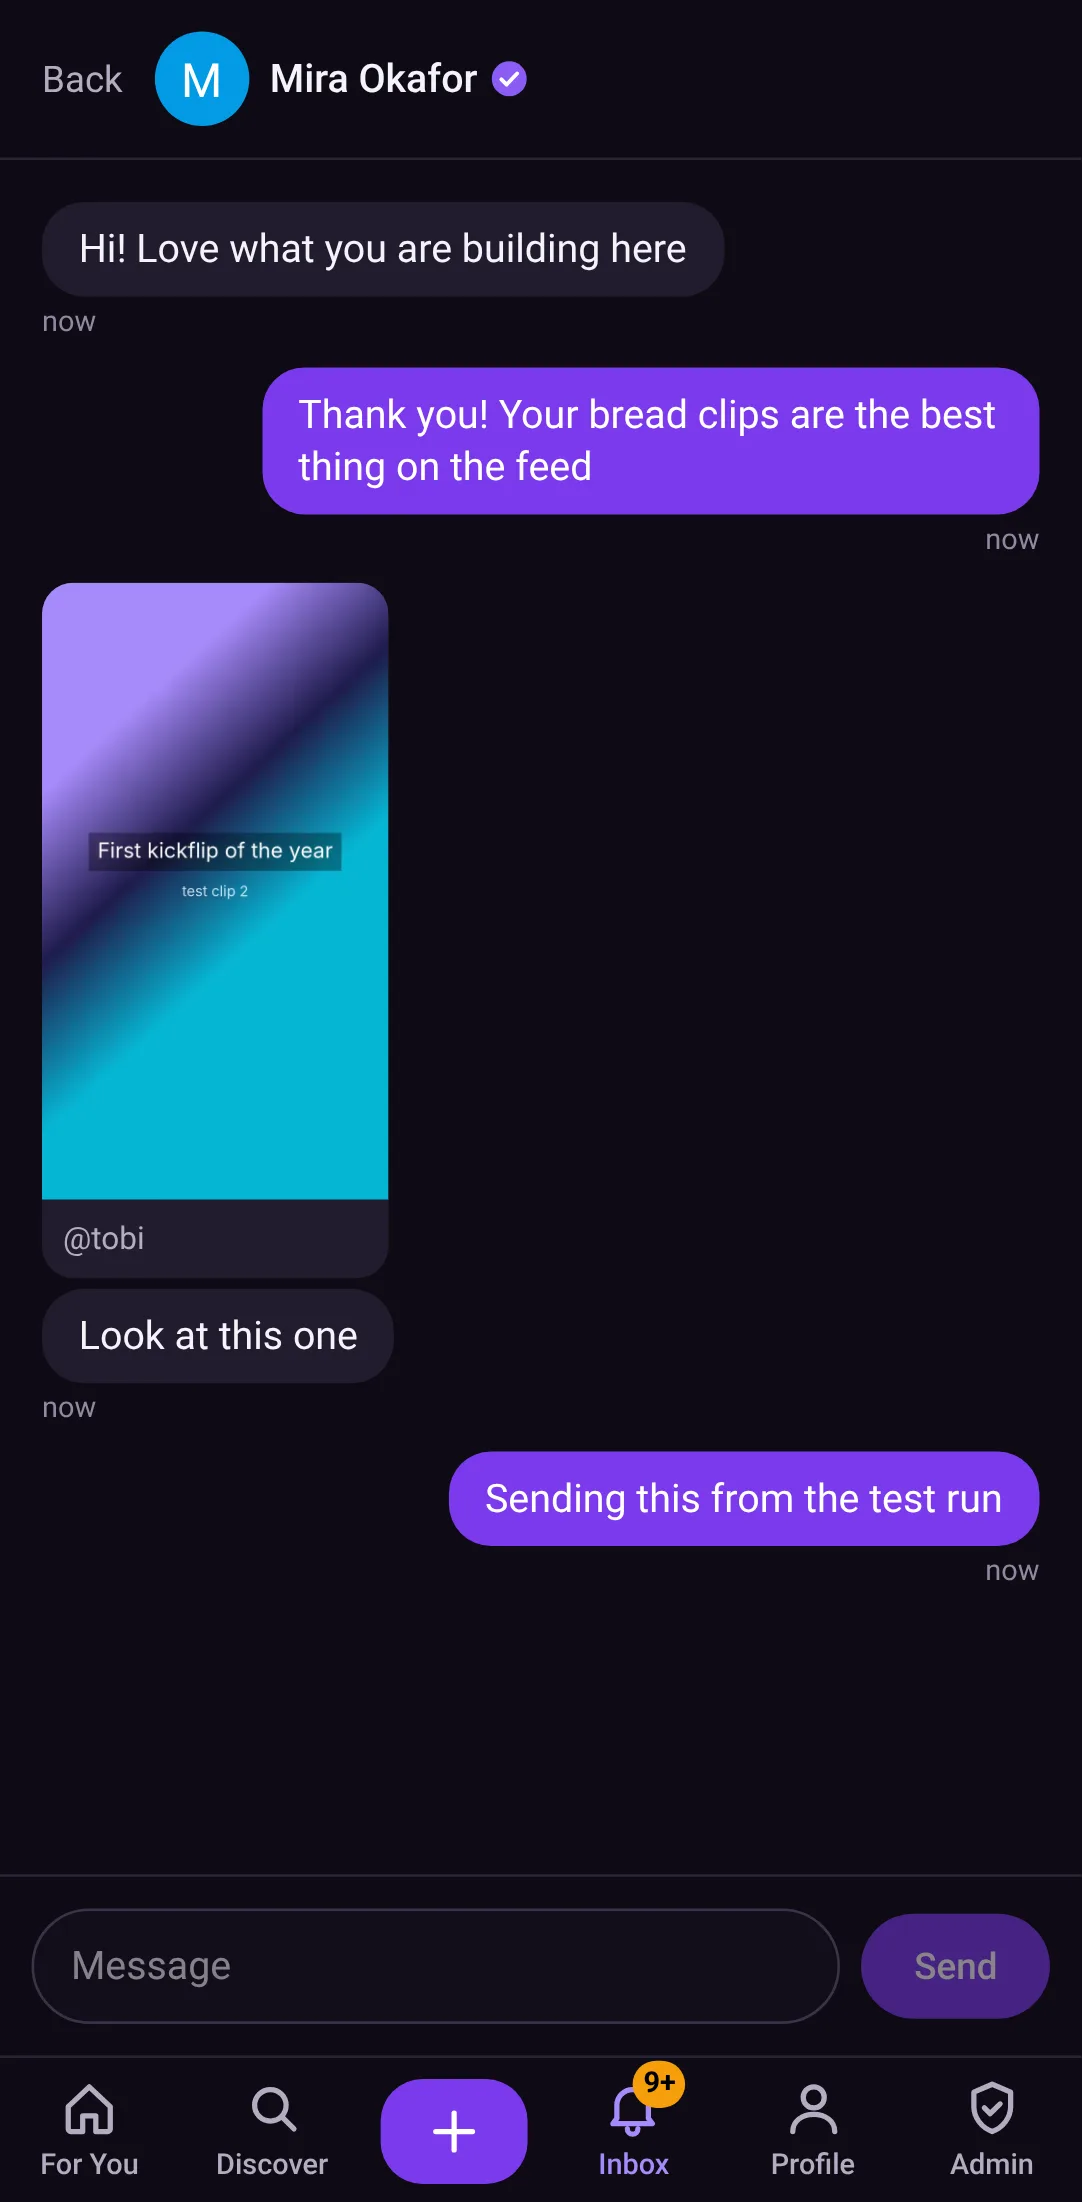 Back
M
Mira Okafor
Hi! Love what you are building here
now
Thank you! Your bread clips are the best
thing on the feed
now
First kickflip of the year
test clip 2
@tobi
Look at this one
now
Sending this from the test run
now
Message
Send
9+
For You
Discover
Inbox
Profile
Admin